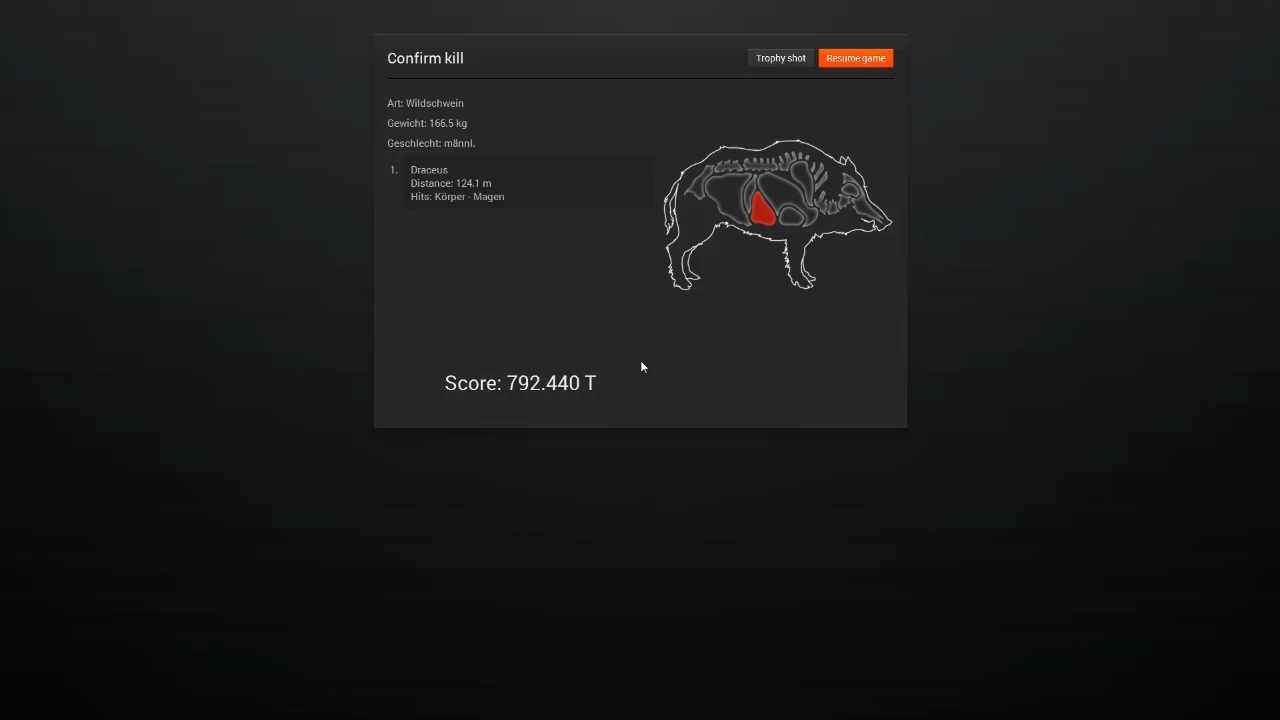 Confirm kill
Trophy shot
Resume game
Art: Wildschwein
Gewicht: 166.5 kg
Geschlecht: männl.
1. Draceus
Distance: 124.1 m
Hits: Körper - Magen
Score: 792.440 T